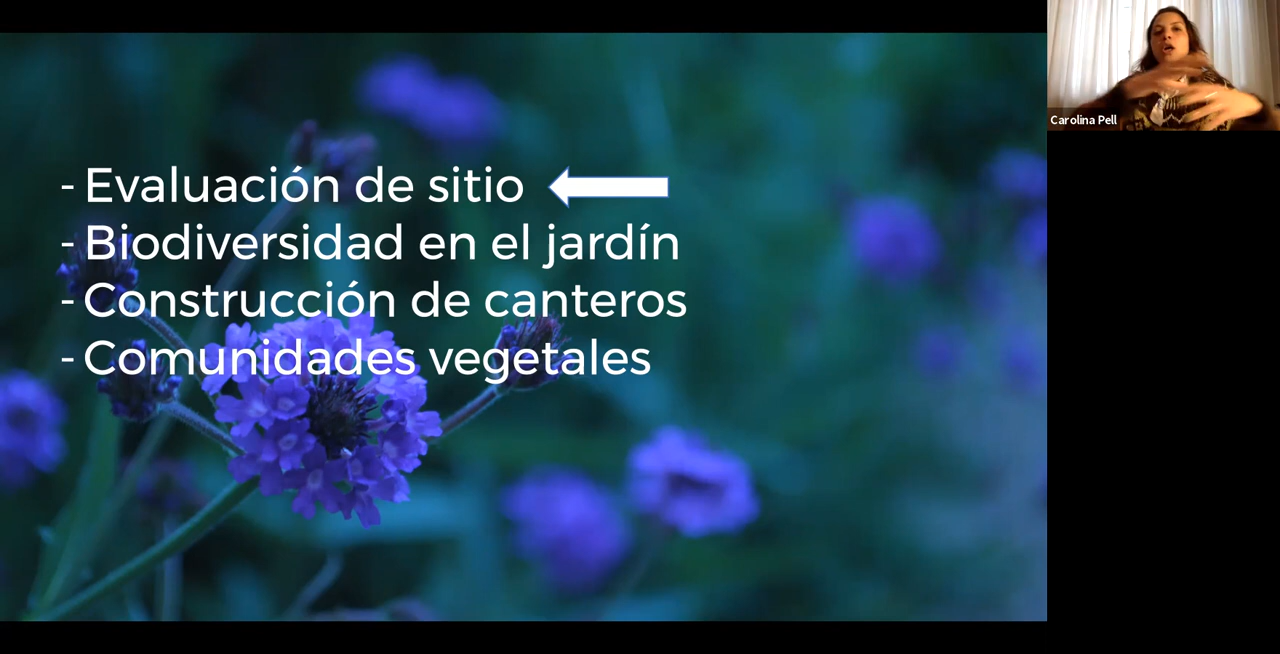 - Evaluación de sitio
- Biodiversidad en el jardín
- Construcción de canteros
- Comunidades vegetales
Carolina Pell